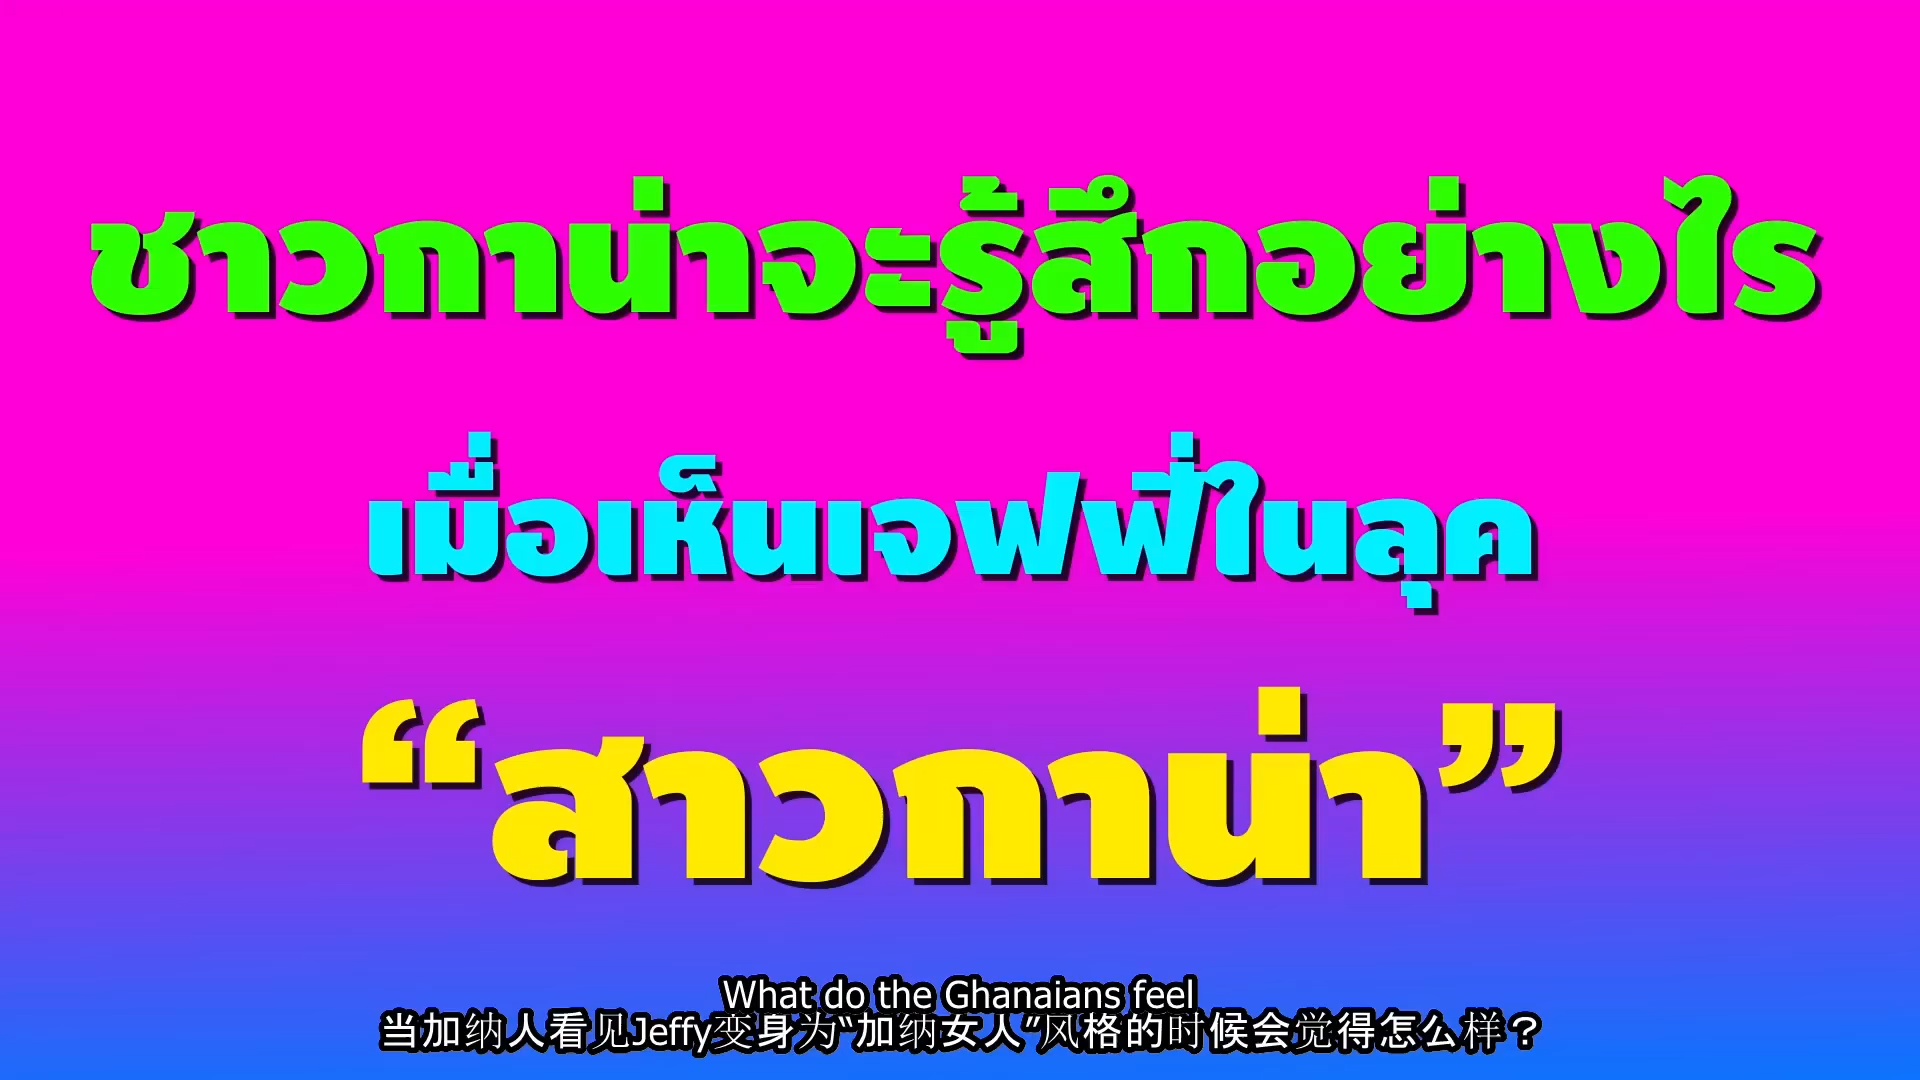 ชาวกาน่าจะรู้สึกอย่างไร
เมื่อเห็นเจฟฟี่ในลุค
“สาวกาน่า”
What do the Ghanaians feel
当加纳人看见Jeffy变身为“加纳女人”风格的时候会觉得怎么样？